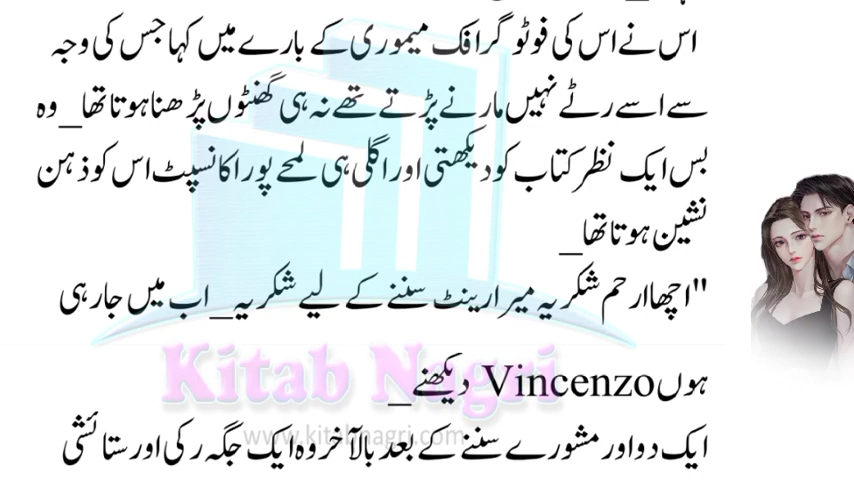 اس نے اس کی فوٹو گرافک میموری کے بارے میں کہا جس کی وجہ
سے اسے رٹے نہیں مارنے پڑتے تھے نہ ہی گھنٹوں پڑھنا ہوتا تھا_ وہ
بس ایک نظر کتاب کو دیکھتی اور اگلی ہی لمحے پورا کانسپٹ اس کو ذہن
نشین ہوتا تھا_
"اچھا ارحم شکریہ میرا رینٹ سننے کے لیے شکریہ_ اب میں جا رہی
ہوں Vincenzo دیکھنے_
ایک دو اور مشورے سننے کے بعد بالآخر وہ ایک جگہ رکی اور ستائشی
Kitab Nagri
www.kitabnagri.com